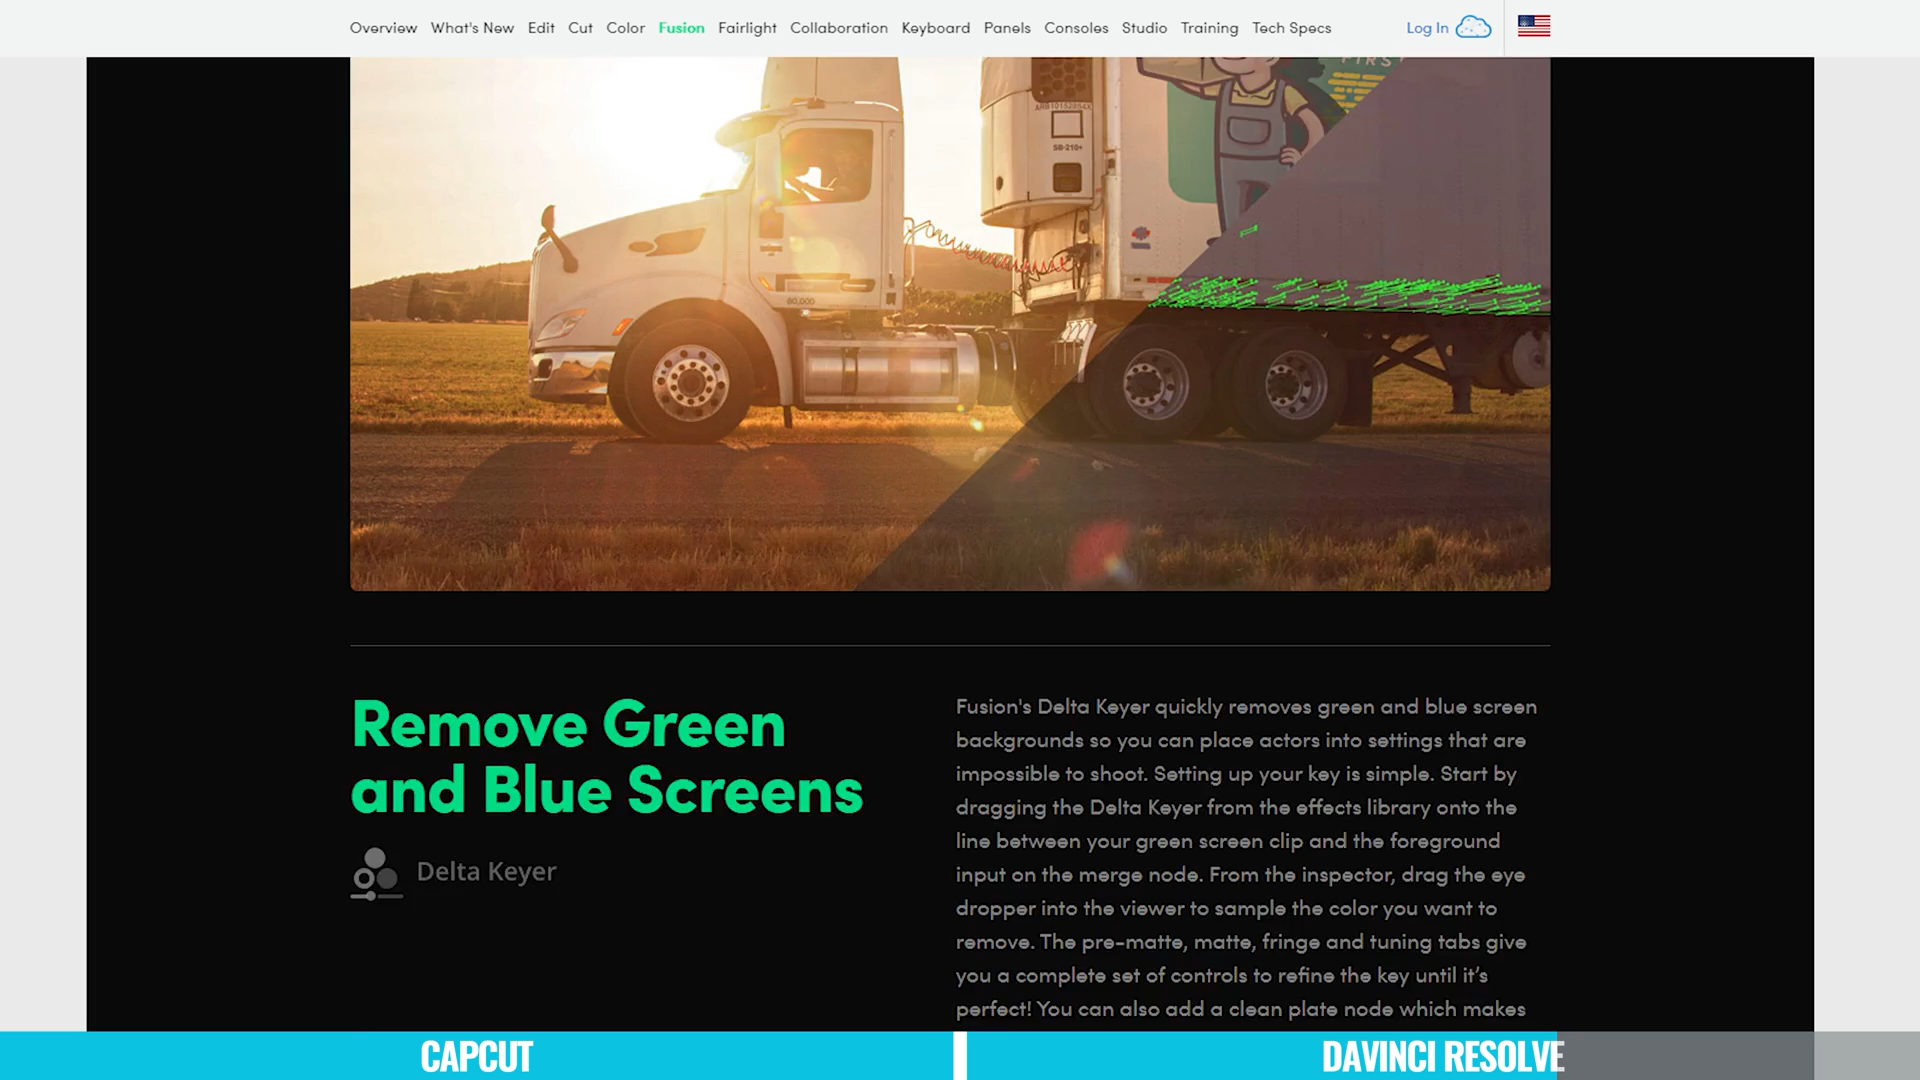 Overview What's New Edit Cut Color Fusion Fairlight Collaboration Keyboard Panels Consoles Studio Training Tech Specs Log In
FIRST
ARB10152854X
SB-210+
80,000
Remove Green
and Blue Screens
Delta Keyer
Fusion's Delta Keyer quickly removes green and blue screen
backgrounds so you can place actors into settings that are
impossible to shoot. Setting up your key is simple. Start by
dragging the Delta Keyer from the effects library onto the
line between your green screen clip and the foreground
input on the merge node. From the inspector, drag the eye
dropper into the viewer to sample the color you want to
remove. The pre-matte, matte, fringe and tuning tabs give
you a complete set of controls to refine the key until it’s
perfect! You can also add a clean plate node which makes
CAPCUT
DAVINCI RESOLVE